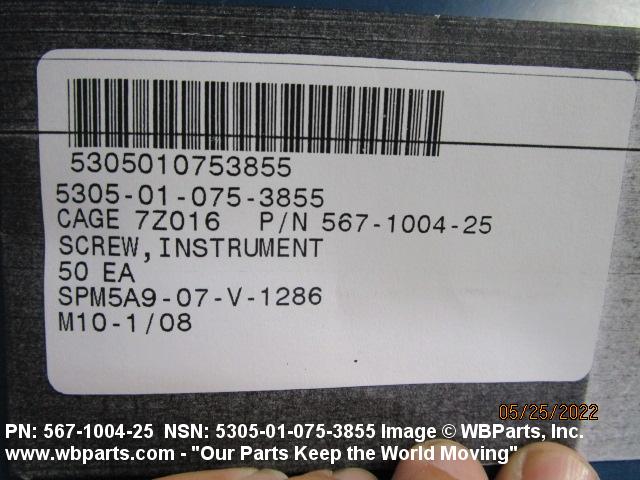 5305010753855
5305-01-075-3855
CAGE 7Z016 P/N 567-1004-25
SCREW,INSTRUMENT
50 EA
SPM5A9-07-V-1286
M10-1/08
05/25/2022
PN: 567-1004-25 NSN: 5305-01-075-3855 Image © WBParts, Inc.
www.wbparts.com - "Our Parts Keep the World Moving"